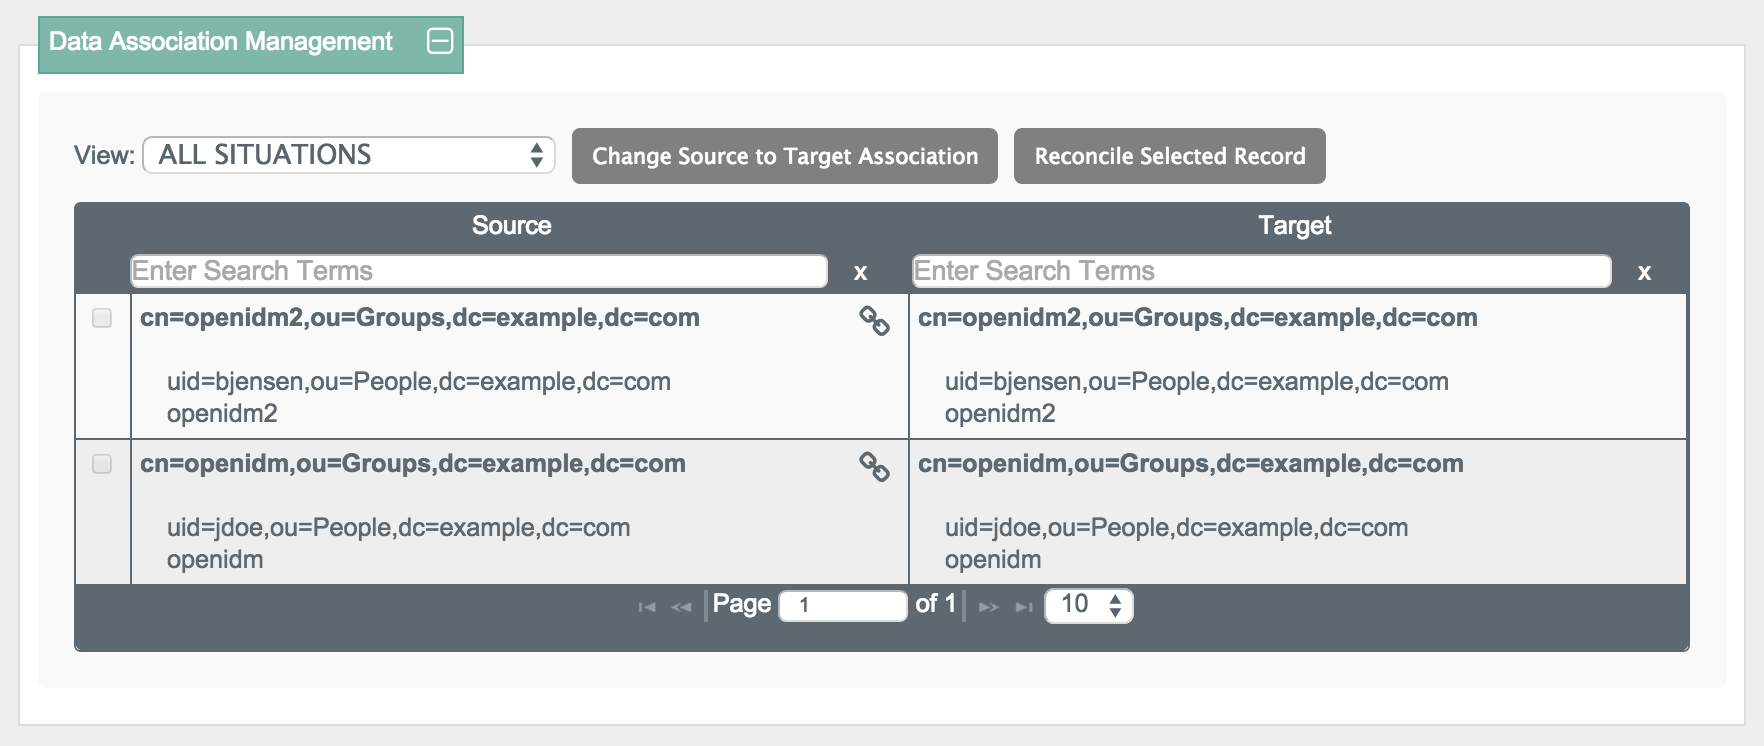 Data Association Management
View: ALL SITUATIONS Change Source to Target Association Reconcile Selected Record
Source Target
Enter Search Terms x Enter Search Terms x
cn=openidm2,ou=Groups,dc=example,dc=com cn=openidm2,ou=Groups,dc=example,dc=com
uid=bjensen,ou=People,dc=example,dc=com uid=bjensen,ou=People,dc=example,dc=com
openidm2 openidm2
cn=openidm,ou=Groups,dc=example,dc=com cn=openidm,ou=Groups,dc=example,dc=com
uid=jdoe,ou=People,dc=example,dc=com uid=jdoe,ou=People,dc=example,dc=com
openidm openidm
Page 1 of 1 10